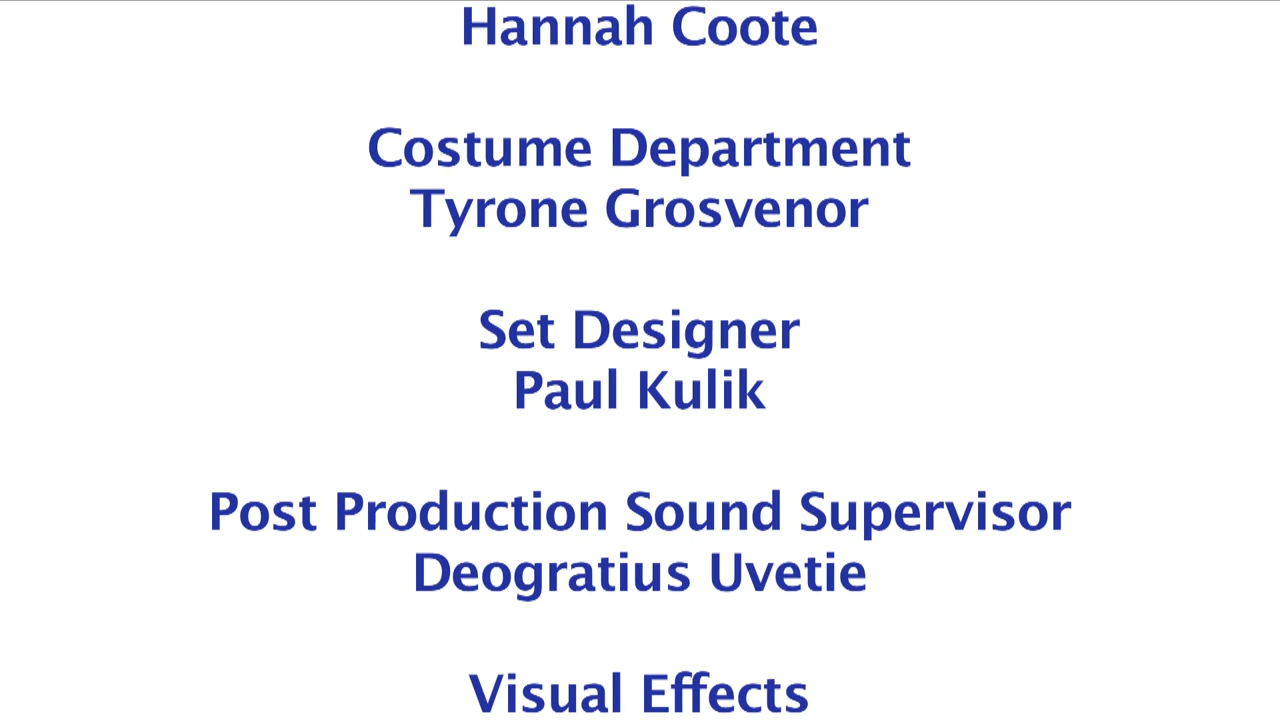 Hannah Coote
Costume Department
Tyrone Grosvenor
Set Designer
Paul Kulik
Post Production Sound Supervisor
Deogratius Uvetie
Visual Effects